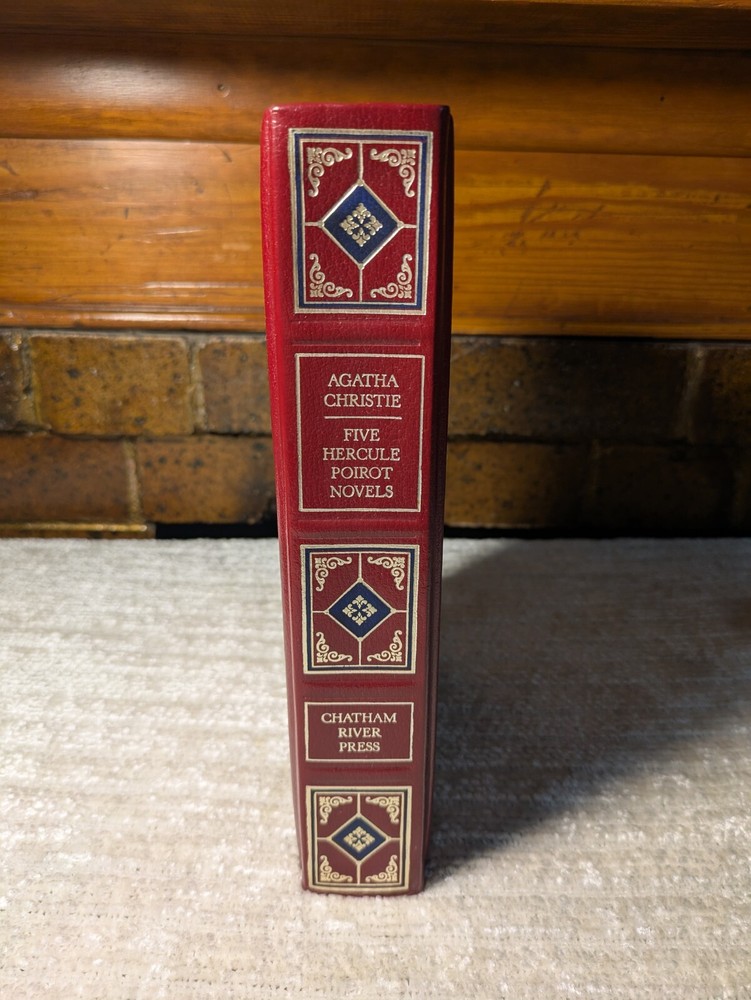 AGATHA
CHRISTIE
FIVE
HERCULE
POIROT
NOVELS
CHATHAM
RIVER
PRESS